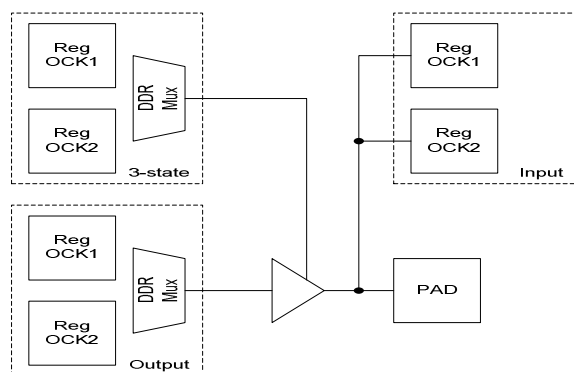 Reg
OCK1
DDR
Mux
Reg
OCK2
3-state
Reg
OCK1
Reg
OCK2
Input
Reg
OCK1
DDR
Mux
Reg
OCK2
Output
PAD